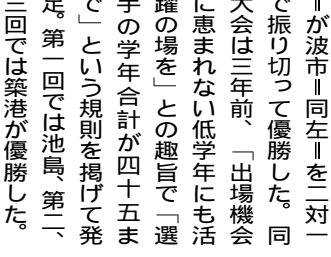 ＝が波市＝同左＝を二対一
で振り切って優勝した。同
大会は三年前、「出場機会
に恵まれない低学年にも活
躍の場を」との趣旨で「選
手の学年合計が四十五ま
で」という規則を掲げて発
足。第一回では池島、第二、
三回では築港が優勝した。